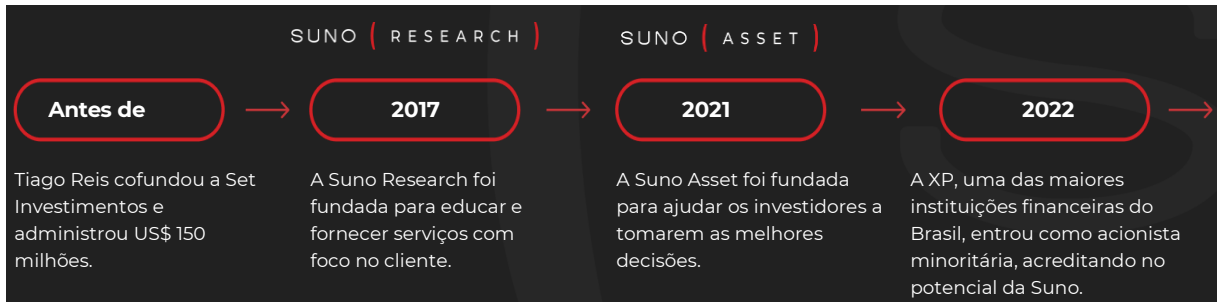 SUNO ( RESEARCH )
SUNO ( ASSET )
Antes de
2017
2021
2022
Tiago Reis cofundou a Set
Investimentos e
administrou US$ 150
milhões.
A Suno Research foi
fundada para educar e
fornecer serviços com
foco no cliente.
A Suno Asset foi fundada
para ajudar os investidores a
tomarem as melhores
decisões.
A XP, uma das maiores
instituições financeiras do
Brasil, entrou como acionista
minoritária, acreditando no
potencial da Suno.